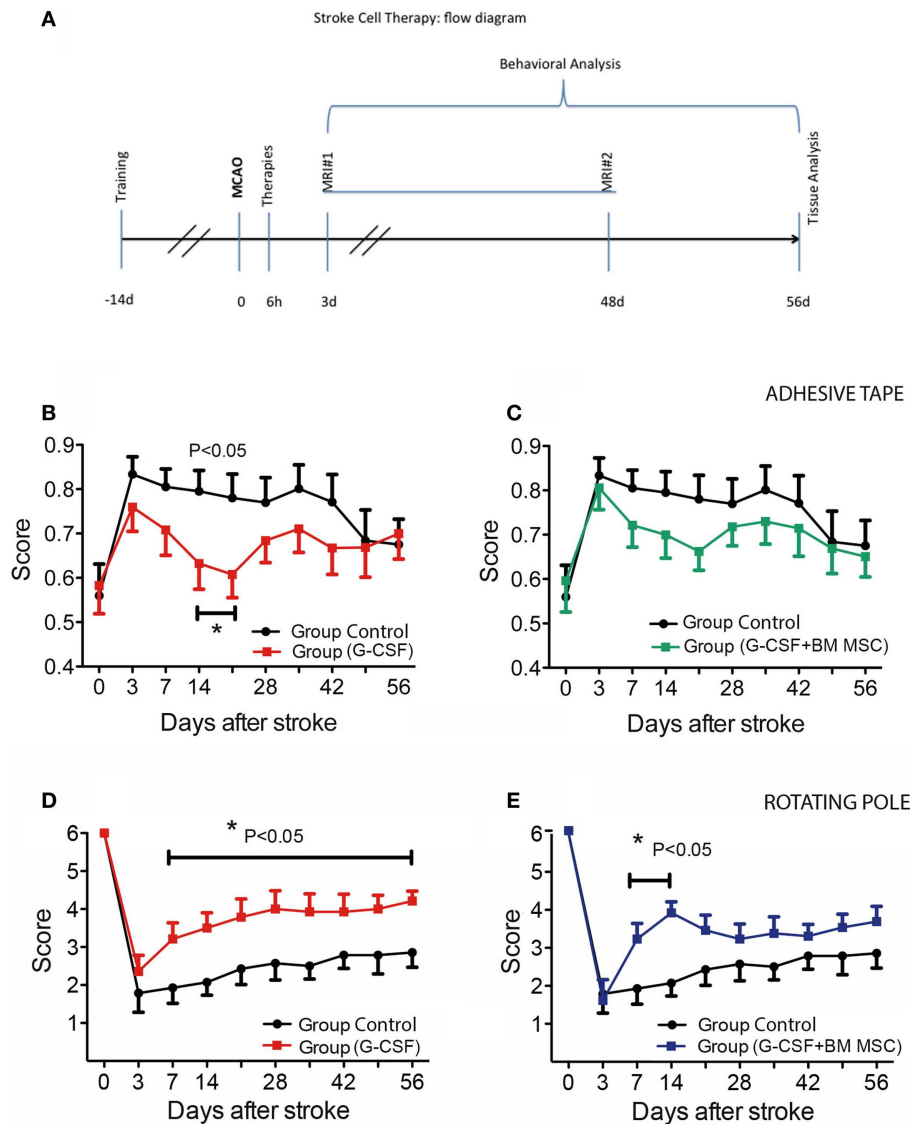 A
Stroke Cell Therapy: flow diagram
Behavioral Analysis
Training
MCAO
Therapies
MRI#1
MRI#2
Tissue Analysis
-14d
0
6h
3d
48d
56d
ADHESIVE TAPE
B
P<0.05
Score
0.9
0.8
0.7
0.6
0.5
0.4
*
Group Control
Group (G-CSF)
0 3 7 14 28 42 56
Days after stroke
C
Score
0.9
0.8
0.7
0.6
0.5
0.4
Group Control
Group (G-CSF+BM MSC)
0 3 7 14 28 42 56
Days after stroke
ROTATING POLE
D
* P<0.05
Score
6
5
4
3
2
1
Group Control
Group (G-CSF)
0 3 7 14 28 42 56
Days after stroke
E
* P<0.05
Score
6
5
4
3
2
1
Group Control
Group (G-CSF+BM MSC)
0 3 7 14 28 42 56
Days after stroke